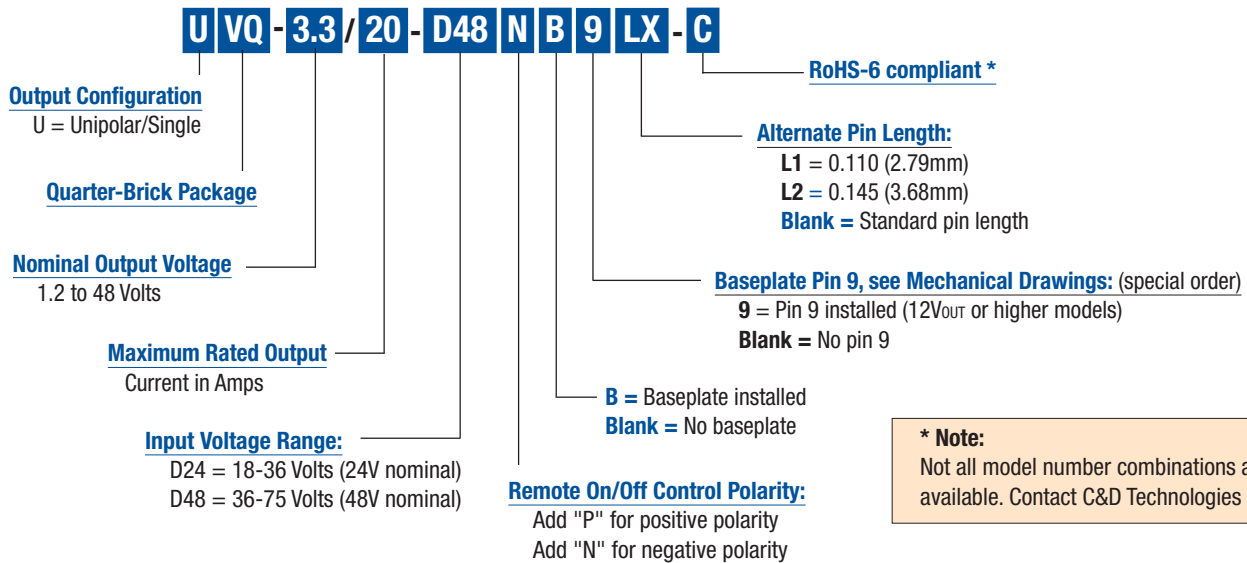 U VQ - 3.3 / 20 - D48 N B 9 LX - C
RoHS-6 compliant *
Output Configuration
U = Unipolar/Single
Alternate Pin Length:
L1 = 0.110 (2.79mm)
L2 = 0.145 (3.68mm)
Blank = Standard pin length
Quarter-Brick Package
Nominal Output Voltage
1.2 to 48 Volts
Baseplate Pin 9, see Mechanical Drawings: (special order)
9 = Pin 9 installed (12VOUT or higher models)
Blank = No pin 9
Maximum Rated Output
Current in Amps
B = Baseplate installed
Blank = No baseplate
Input Voltage Range:
D24 = 18-36 Volts (24V nominal)
D48 = 36-75 Volts (48V nominal)
Remote On/Off Control Polarity:
Add "P" for positive polarity
Add "N" for negative polarity
* Note:
Not all model number combinations
available. Contact C&D Technologies